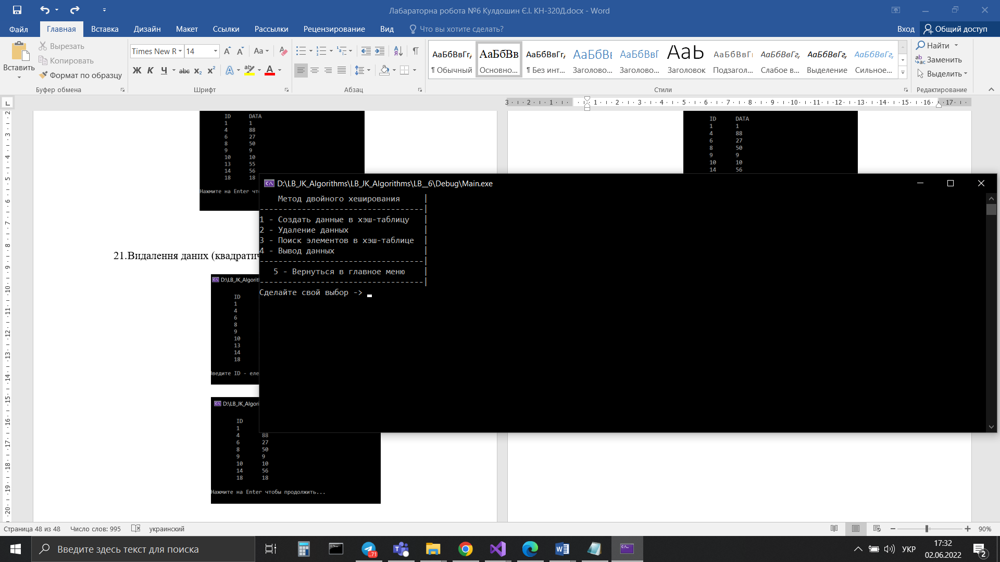 Лабараторна робота №6 Кулдошин Є.І. КН-320Д.docx - Word
Файл Главная Вставка Дизайн Макет Ссылки Рассылки Рецензирование Вид Что вы хотите сделать? Вход Общий доступ
Вставить
Вырезать
Копировать
Формат по образцу
Буфер обмена
Times New R 14
Шрифт
Абзац
АаБбВвГг, АаБбВв АаБбВвГг, АаБбВ АаБбВвГ АаЬ АаБбВвГ АаБбВвГг, АаБбВвГг, АаБбВвГг,
¶ Обычный Основно... ¶ Без инт... Заголово... Заголово... Заголовок Подзагол... Слабое в... Выделение Сильное...
Стили
Найти
Заменить
Выделить
Редактирование
3 2 1 1 2 3 4 5 6 7 8 9 10 11 12 13 14 15 16 17
ID DATA
1 1
4 88
6 27
8 50
9 9
10 10
13 55
14 56
18 18
Нажмите на Enter чт
21.Видалення даних (квадратич
D:\LB_JK_Algorith
ID
1
4
6
8
9
10
13
14
18
Введите ID - еле
D:\LB_JK_Algori
ID
1
4 88
6 27
8 50
9 9
10 10
14 56
18 18
Нажмите на Enter чтобы продолжить...
ID DATA
1 1
4 88
6 27
8 50
9 9
10 10
14 56
D:\LB_JK_Algorithms\LB_JK_Algorithms\LB__6\Debug\Main.exe
Метод двойного хеширования |
-----------------------------------|
1 - Создать данные в хэш-таблицу |
2 - Удаление данных |
3 - Поиск элементов в хэш-таблице |
4 - Вывод данных |
-----------------------------------|
5 - Вернуться в главное меню |
-----------------------------------|
Сделайте свой выбор ->
Страница 48 из 48 Число слов: 995 украинский 90%
Введите здесь текст для поиска
..71
УКР
17:32
02.06.2022
2